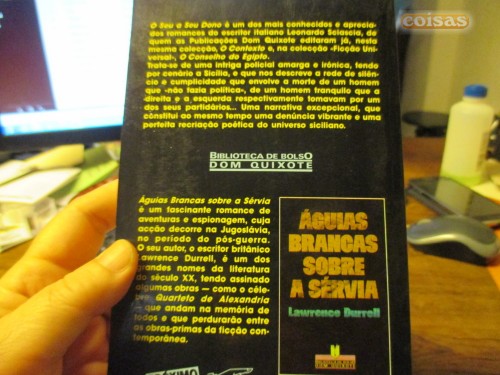 coisas
O Seu a Seu Dono é um dos mais conhecidos e aprecia-
dos romances do escritor italiano Leonardo Sciascia, de
quem as Publicações Dom Quixote editaram já, nesta
mesma colecção, O Contexto e, na colecção «Ficção Uni-
versal», O Conselho do Egipto.
Trata-se de uma intriga policial amarga e irónica, tendo
por cenário a Sicília, e que nos descreve a rede de silên-
cio e cumplicidade que envolve a morte de um homem
que «não fazia política», de um homem tranquilo que a
direita e a esquerda respectivamente tomavam por um
dos seus partidários... Uma narrativa excepcional, que
constitui ao mesmo tempo uma denúncia vibrante e uma
perfeita recriação poética do universo siciliano.
BIBLIOTECA DE BOLSO
DOM QUIXOTE
Águias Brancas sobre a Sérvia
é um fascinante romance de
aventuras e espionagem, cuja
acção decorre na Jugoslávia,
no período do pós-guerra.
O seu autor, o escritor britânico
Lawrence Durrell, é um dos
grandes nomes da literatura
do século XX, tendo assinado
algumas obras — como o céle-
bre Quarteto de Alexandria
— que andam na memória de
todos e que perdurarão entre
as obras-primas da ficção con-
temporânea.
ÁGUIAS
BRANCAS
SOBRE
A SÉRVIA
Lawrence Durrell